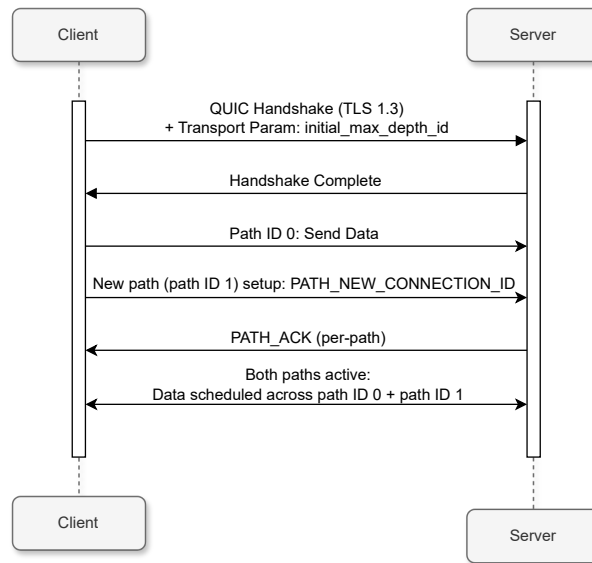 Client
Server
QUIC Handshake (TLS 1.3)
+ Transport Param: initial_max_depth_id
Handshake Complete
Path ID 0: Send Data
New path (path ID 1) setup: PATH_NEW_CONNECTION_ID
PATH_ACK (per-path)
Both paths active:
Data scheduled across path ID 0 + path ID 1
Client
Server